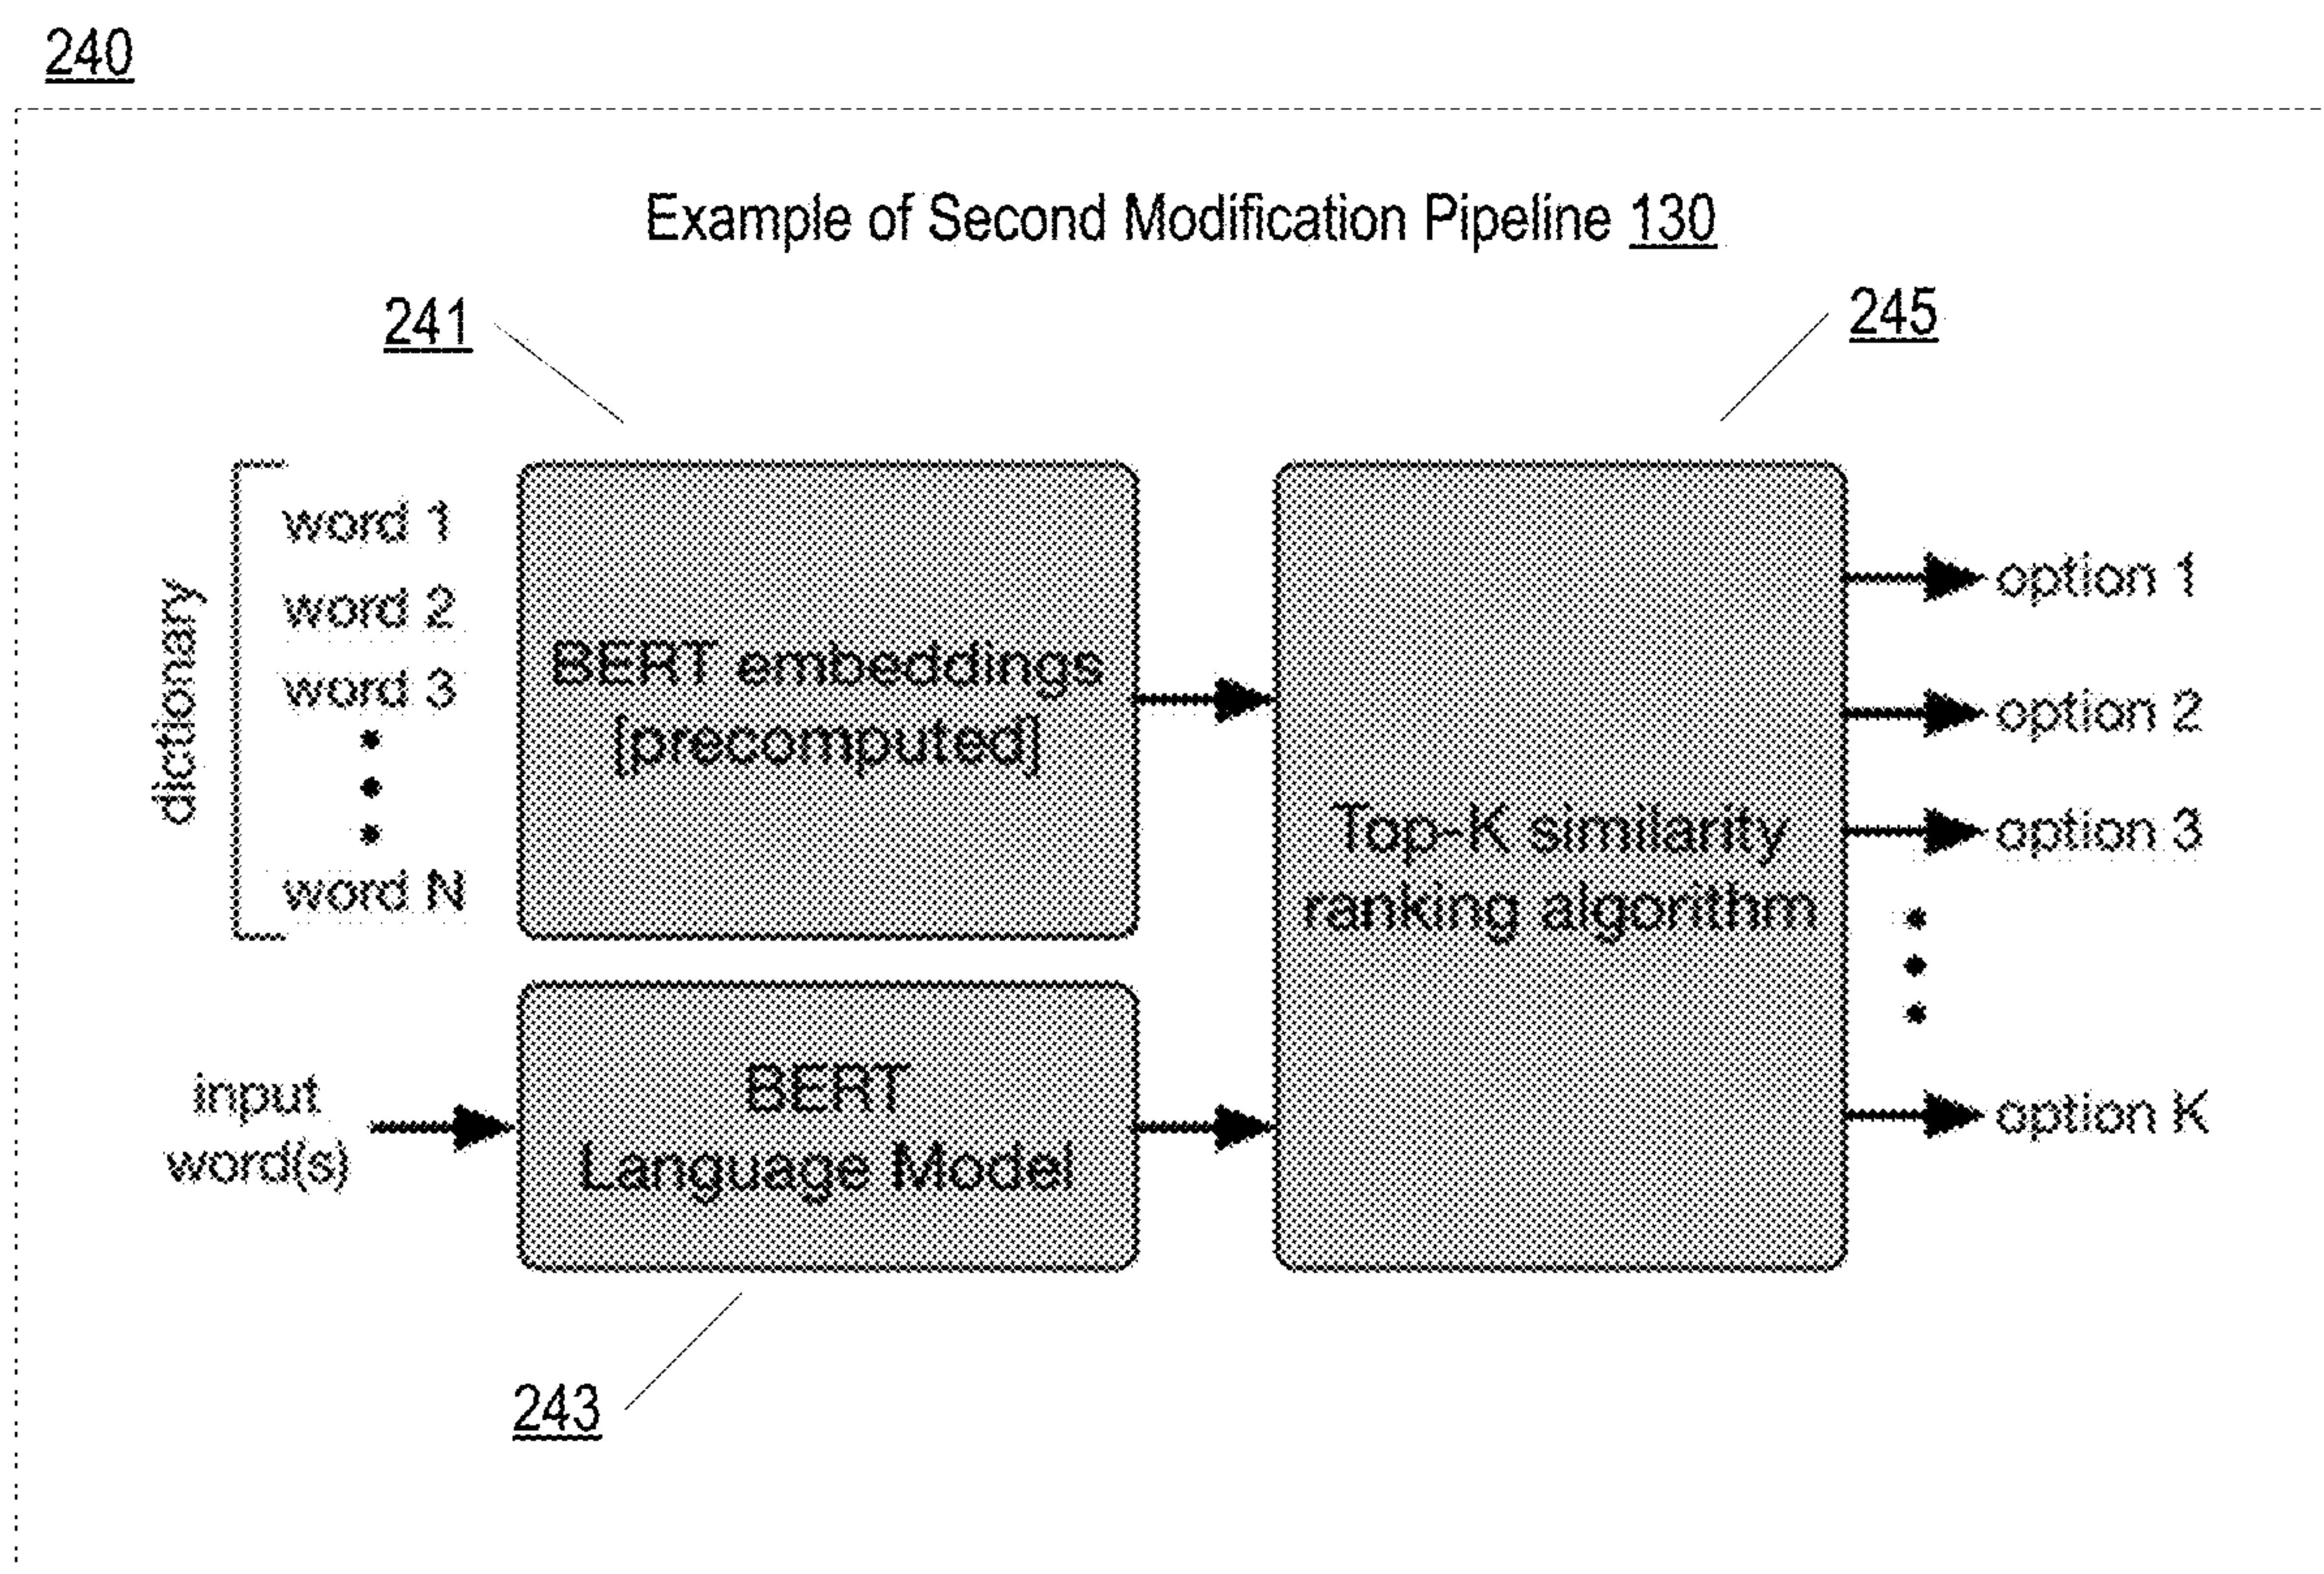 240
Example of Second Modification Pipeline 130
241
245
dictionary
word 1
word 2
word 3
word N
BERT embeddings
[precomputed]
Top-K similarity
ranking algorithm
option 1
option 2
option 3
option K
input
word(s)
BERT
Language Model
243